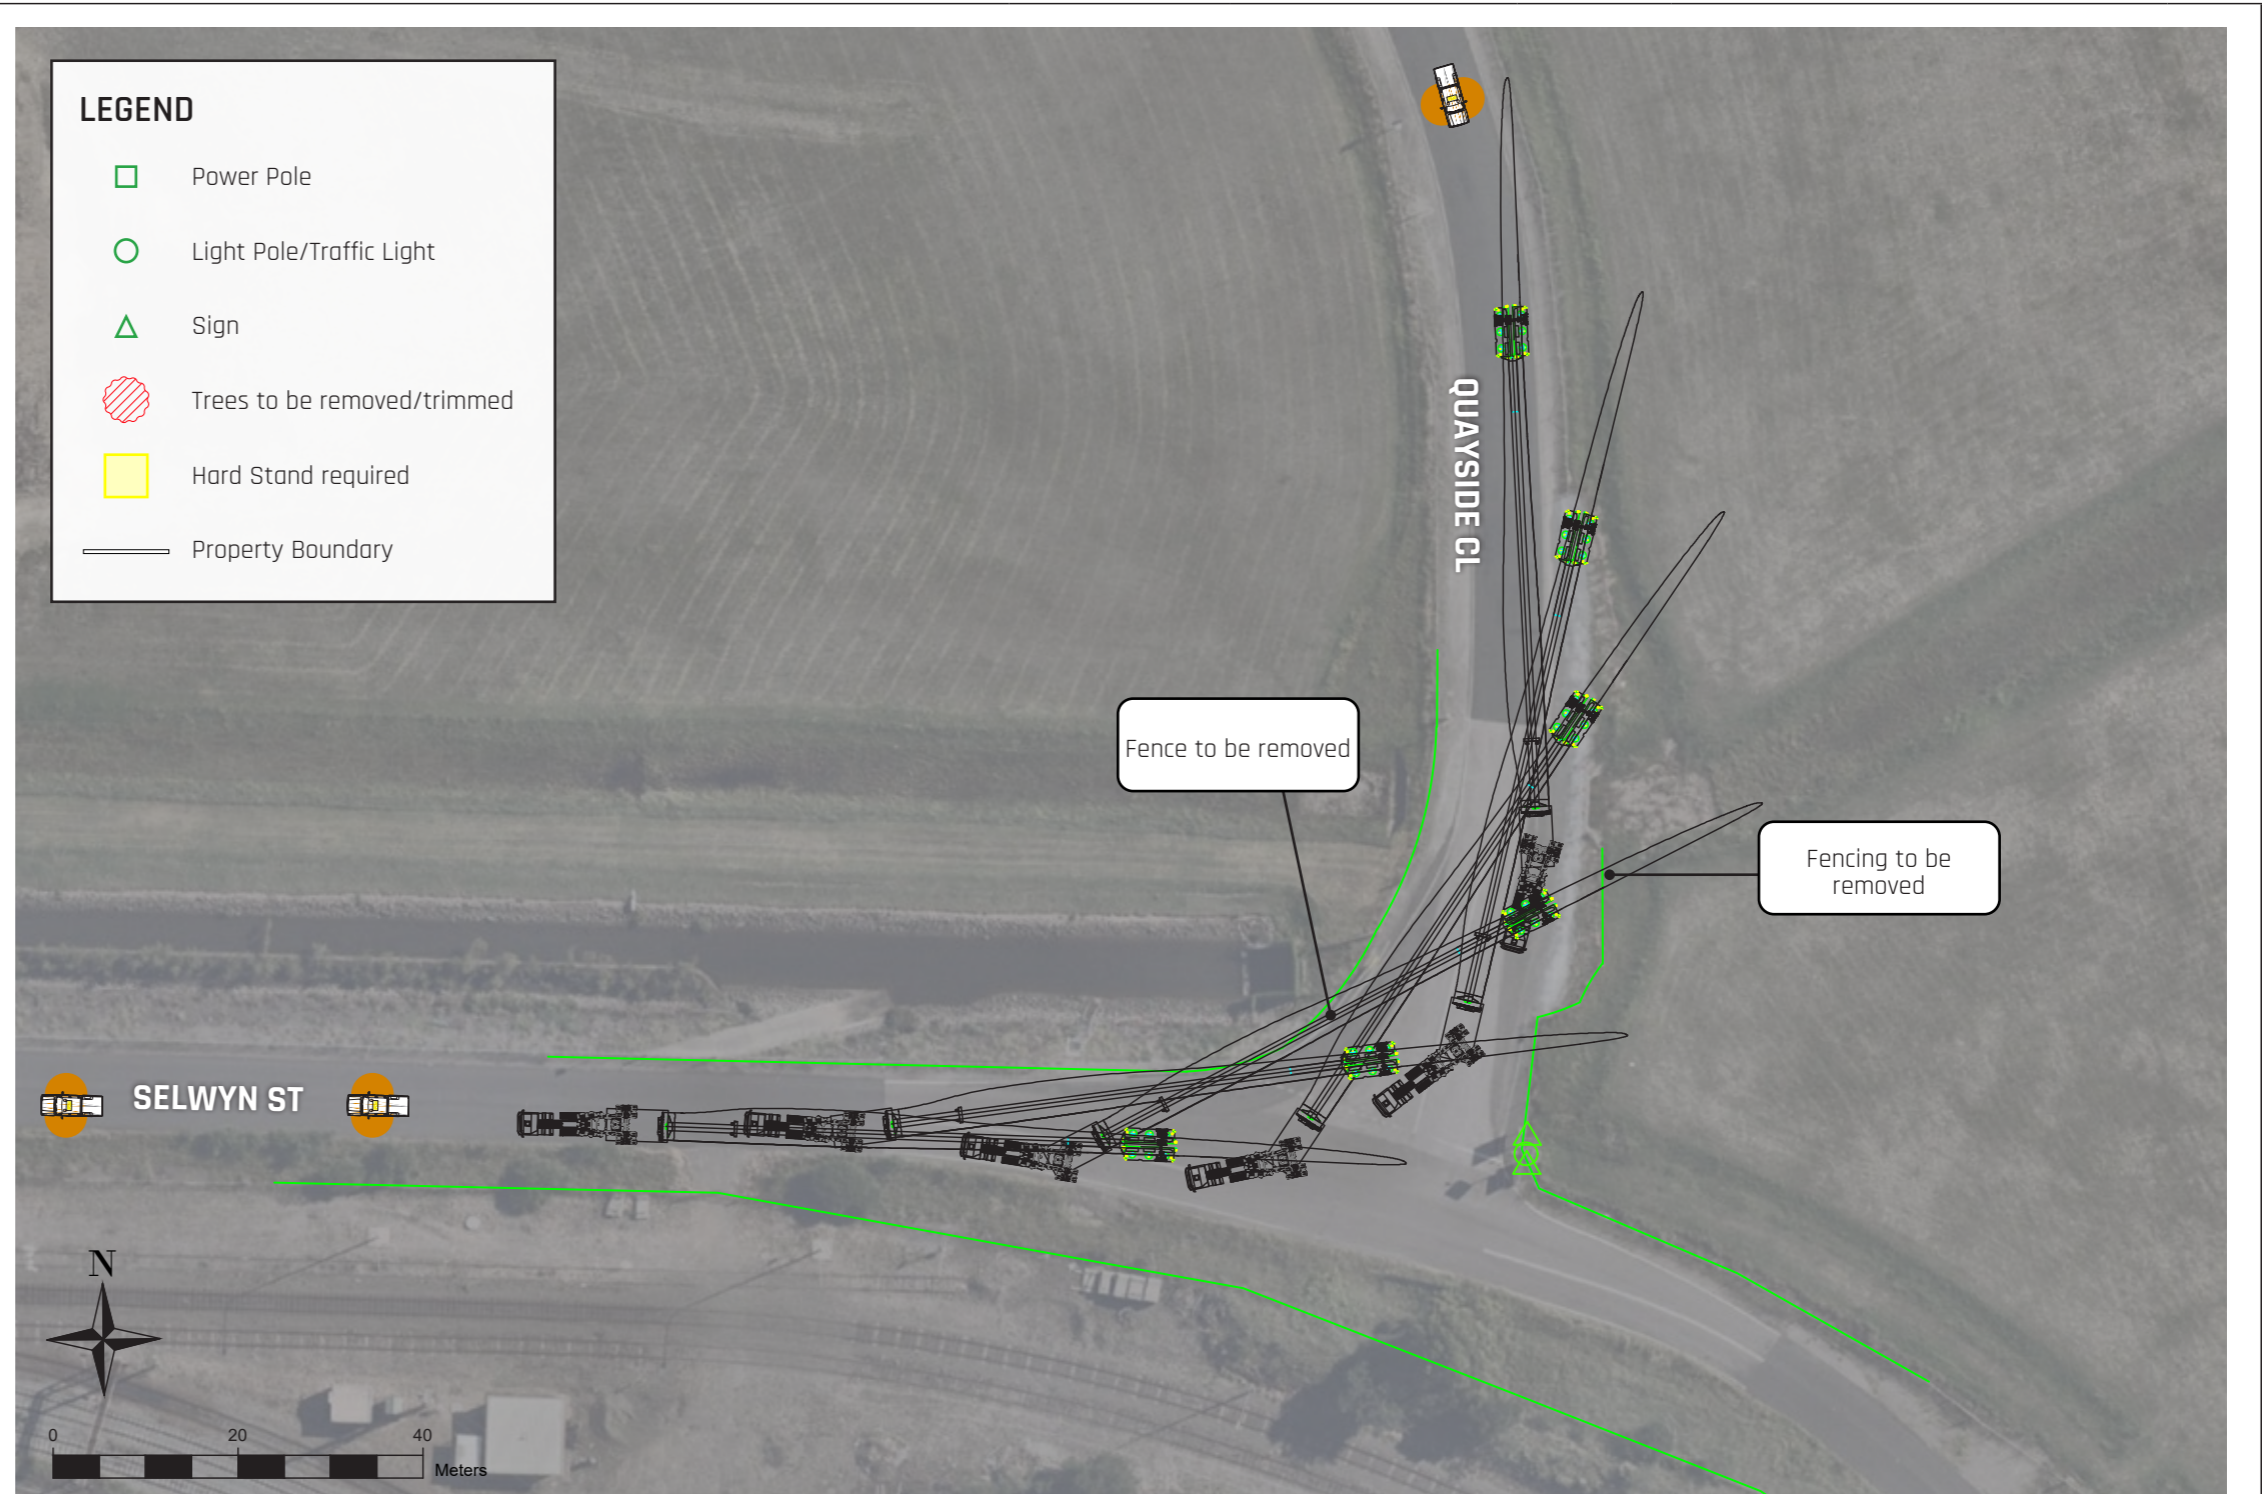 LEGEND
Power Pole
Light Pole/Traffic Light
Sign
Trees to be removed/trimmed
Hard Stand required
Property Boundary
QUAYSIDE CL
Fence to be removed
Fencing to be
removed
SELWYN ST
N
0 20 40
Meters